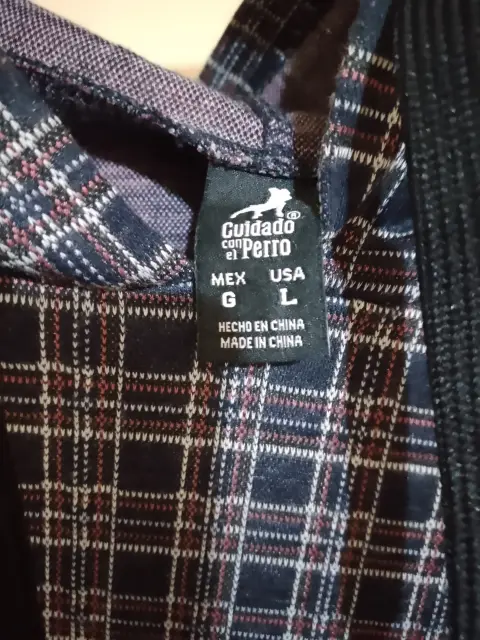 Cuidado
con
el Perro
®
MEX USA
G L
HECHO EN CHINA
MADE IN CHINA